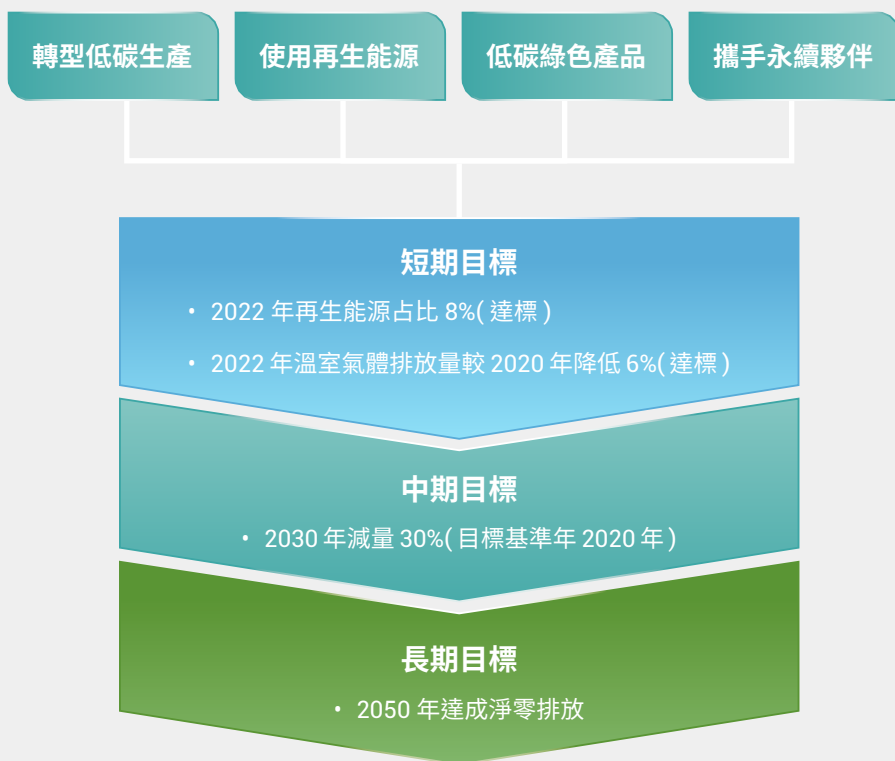 轉型低碳生產
使用再生能源
低碳綠色產品
攜手永續夥伴
短期目標
• 2022 年再生能源占比 8%( 達標 )
• 2022 年溫室氣體排放量較 2020 年降低 6%( 達標 )
中期目標
• 2030 年減量 30%( 目標基準年 2020 年 )
長期目標
• 2050 年達成淨零排放